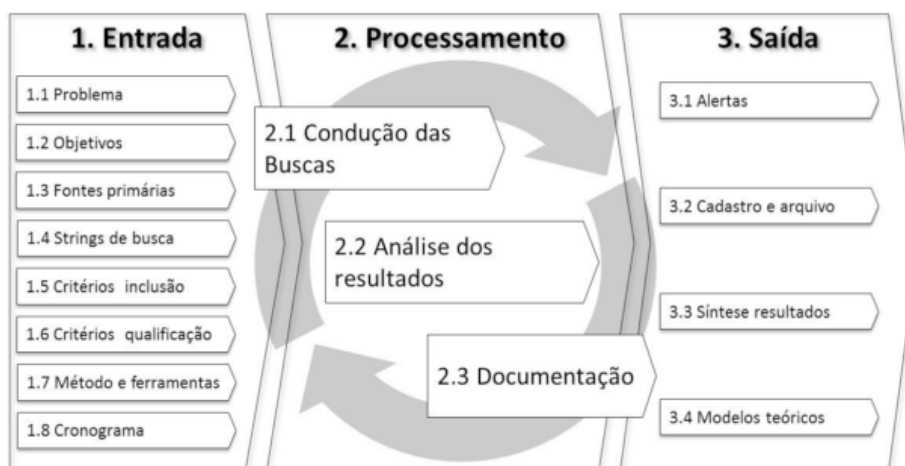 1. Entrada
1.1 Problema
1.2 Objetivos
1.3 Fontes primárias
1.4 Strings de busca
1.5 Critérios inclusão
1.6 Critérios qualificação
1.7 Método e ferramentas
1.8 Cronograma
2. Processamento
2.1 Condução das
Buscas
2.2 Análise dos
resultados
2.3 Documentação
3. Saída
3.1 Alertas
3.2 Cadastro e arquivo
3.3 Síntese resultados
3.4 Modelos teóricos